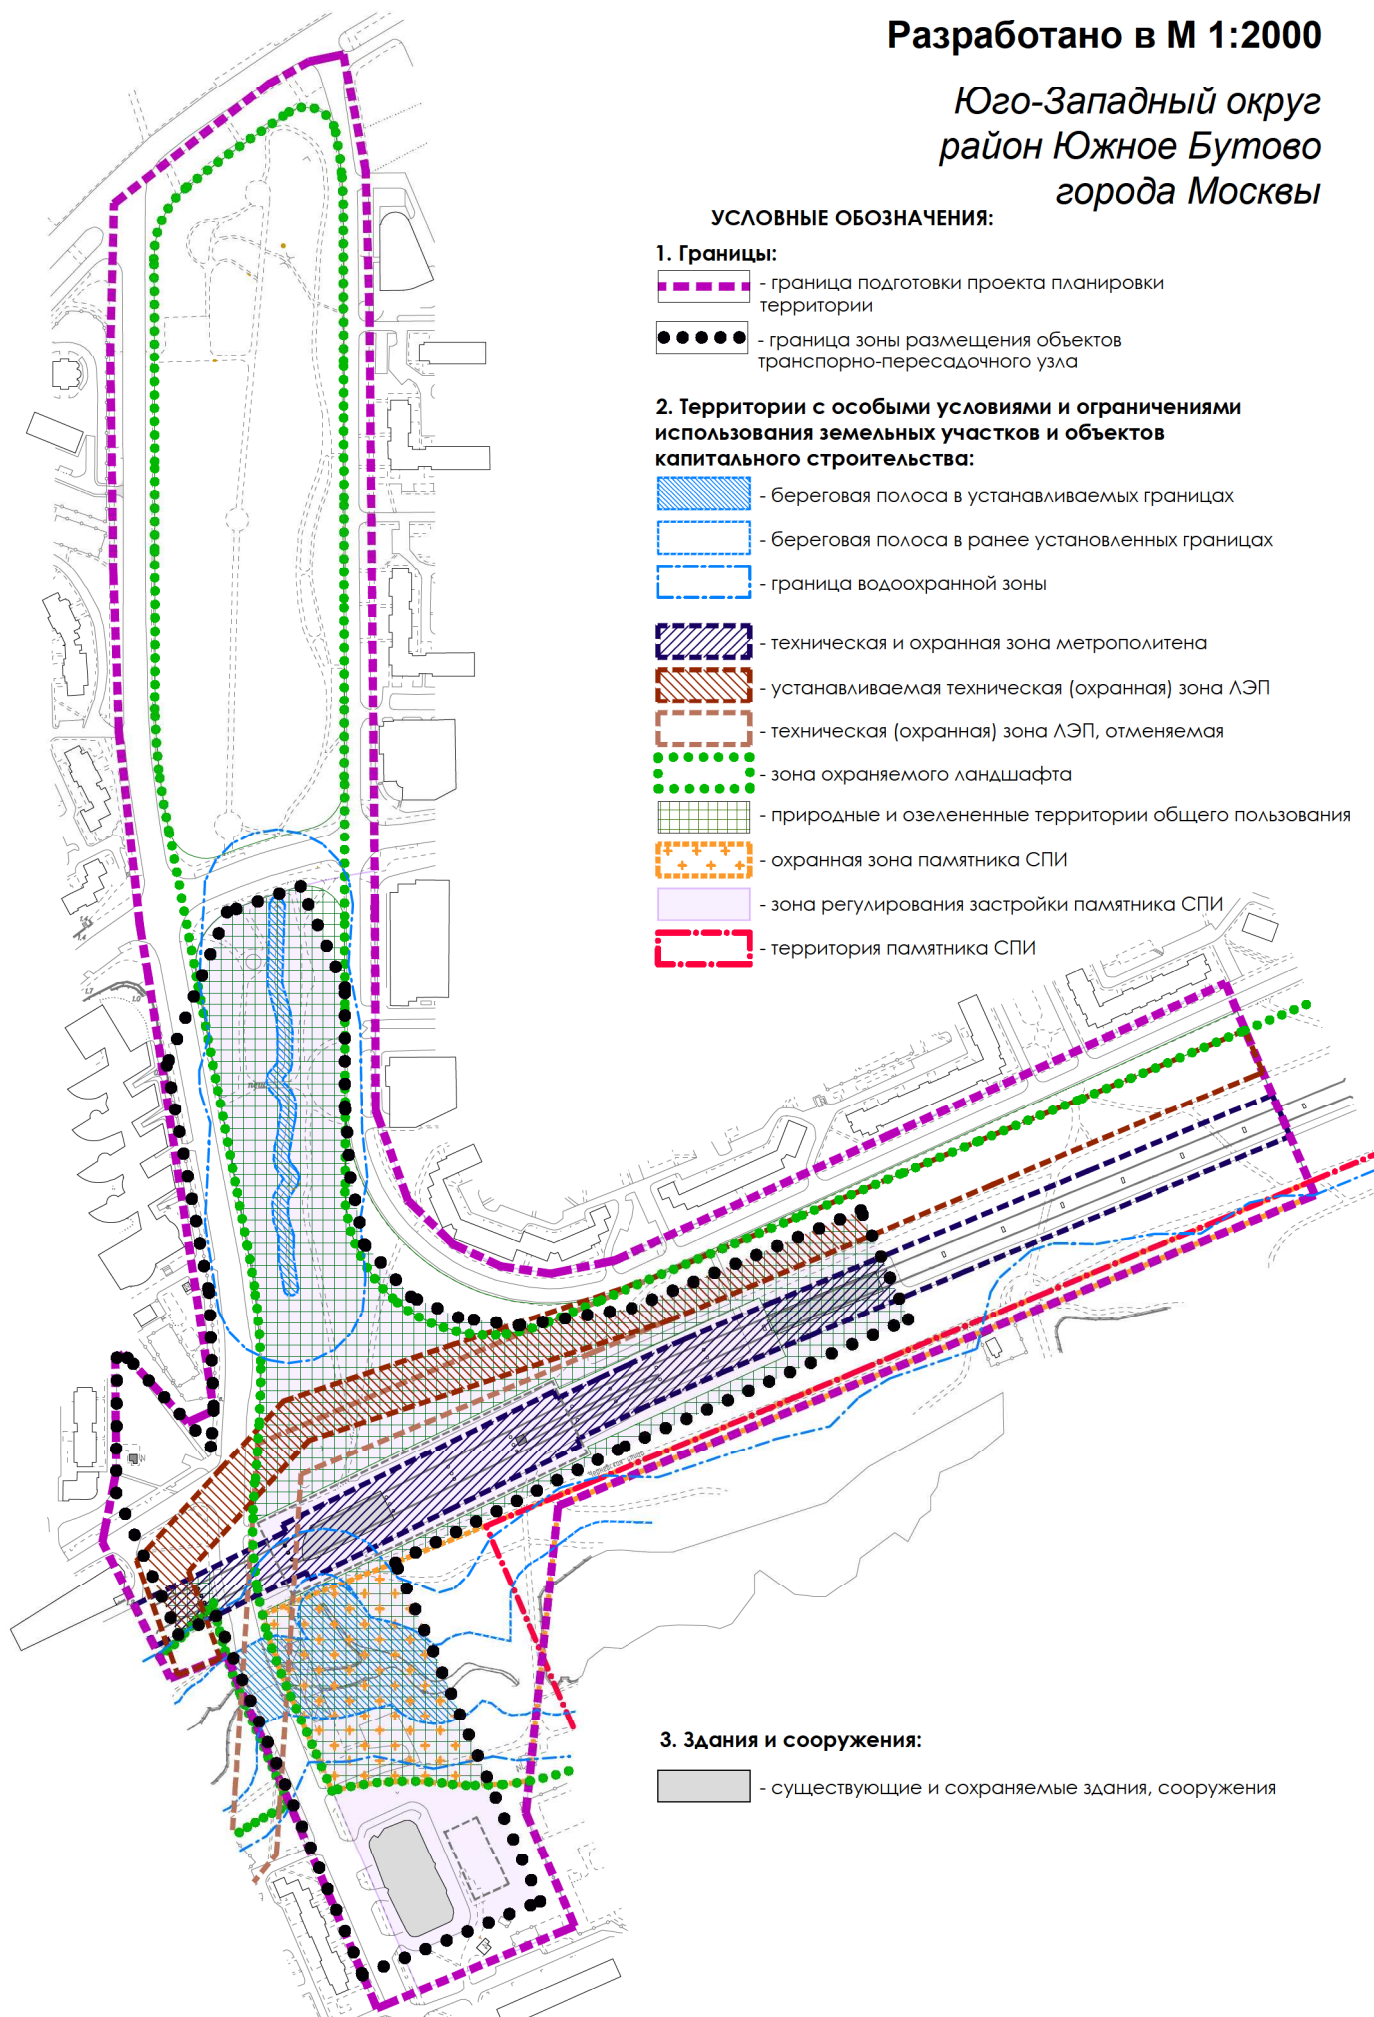 Разработано в М 1:2000
Юго-Западный округ
район Южное Бутово
города Москвы
УСЛОВНЫЕ ОБОЗНАЧЕНИЯ:
1. Границы:
- граница подготовки проекта планировки
территории
- граница зоны размещения объектов
транспорно-пересадочного узла
2. Территории с особыми условиями и ограничениями
использования земельных участков и объектов
капитального строительства:
- береговая полоса в устанавливаемых границах
- береговая полоса в ранее установленных границах
- граница водоохранной зоны
- техническая и охранная зона метрополитена
- устанавливаемая техническая (охранная) зона ЛЭП
- техническая (охранная) зона ЛЭП, отменяемая
- зона охраняемого ландшафта
- природные и озелененные территории общего пользования
- охранная зона памятника СПИ
- зона регулирования застройки памятника СПИ
- территория памятника СПИ
3. Здания и сооружения:
- существующие и сохраняемые здания, сооружения